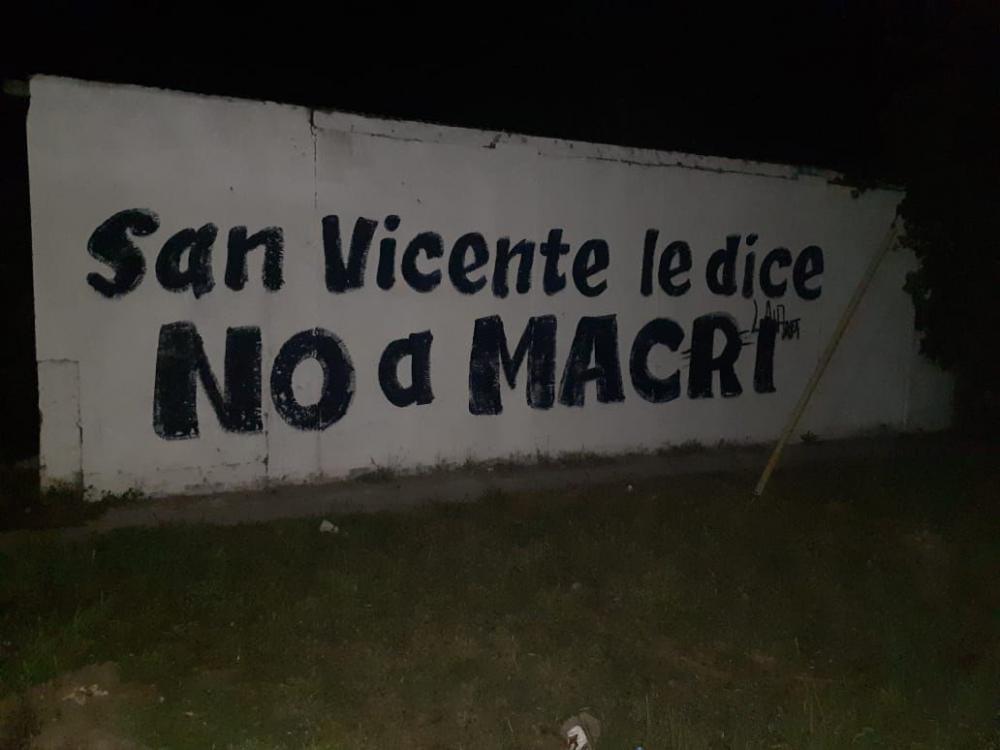 San Vicente le dice
NO a MACRI